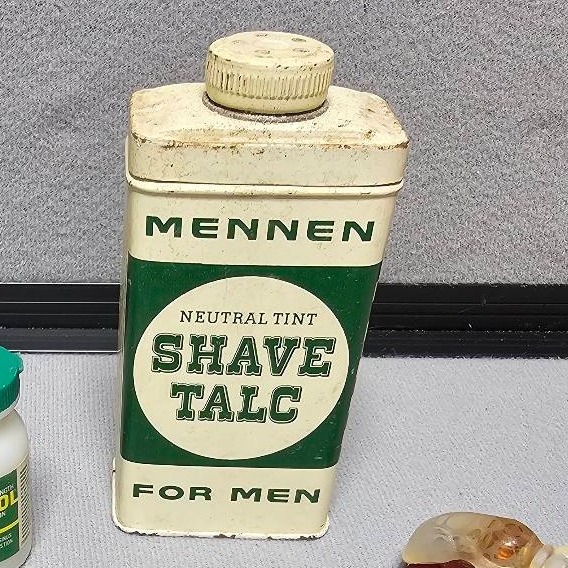 MENNEN
NEUTRAL TINT
SHAVE
TALC
FOR MEN